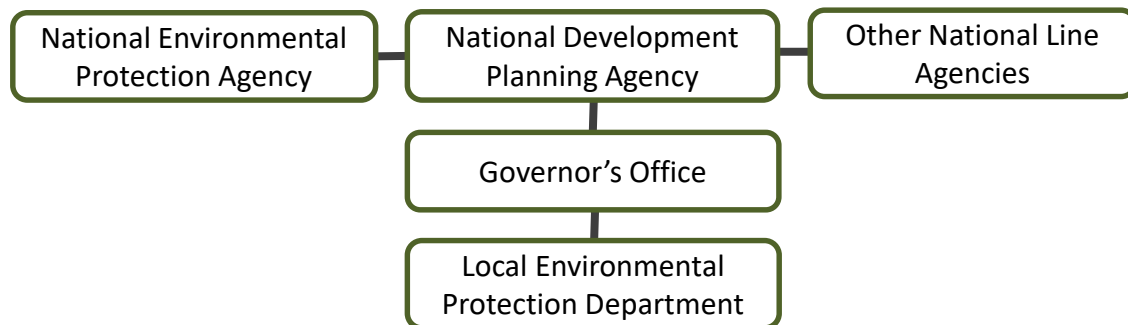 National Environmental
Protection Agency
National Development
Planning Agency
Other National Line
Agencies
Governor’s Office
Local Environmental
Protection Department